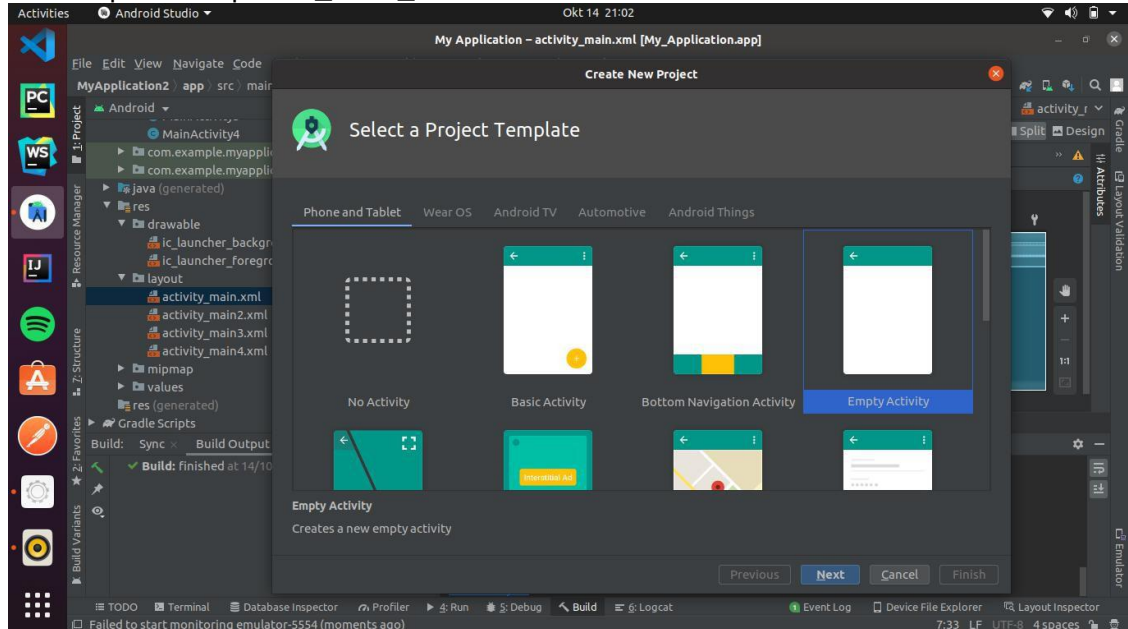 Activities
Android Studio
Okt 14 21:02
My Application – activity_main.xml [My_Application.app]
File Edit View Navigate Code
Create New Project
MyApplication2 app src main
activity_
Android
Select a Project Template
Split Design
MainActivity4
com.example.myappli
com.example.myappli
java (generated)
res
drawable
ic_launcher_backgr
ic_launcher_foregro
layout
activity_main.xml
activity_main2.xml
activity_main3.xml
activity_main4.xml
mipmap
values
res (generated)
Gradle Scripts
Phone and Tablet Wear OS Android TV Automotive Android Things
No Activity
Basic Activity
Bottom Navigation Activity
Empty Activity
Interstitial Ad
Empty Activity
Creates a new empty activity
Previous Next Cancel Finish
Build: Sync Build Output
Build: finished at 14/10
1: Project
Resource Manager
7: Structure
2: Favorites
Build Variants
Gradle
Attributes
Layout Validation
Emulator
1:1
PC
WS
IJ
TODO Terminal Database Inspector Profiler 4: Run 5: Debug Build 6: Logcat
1 Event Log Device File Explorer Layout Inspector
Failed to start monitoring emulator-5554 (moments ago)
7:33 LF UTF-8 4 spaces